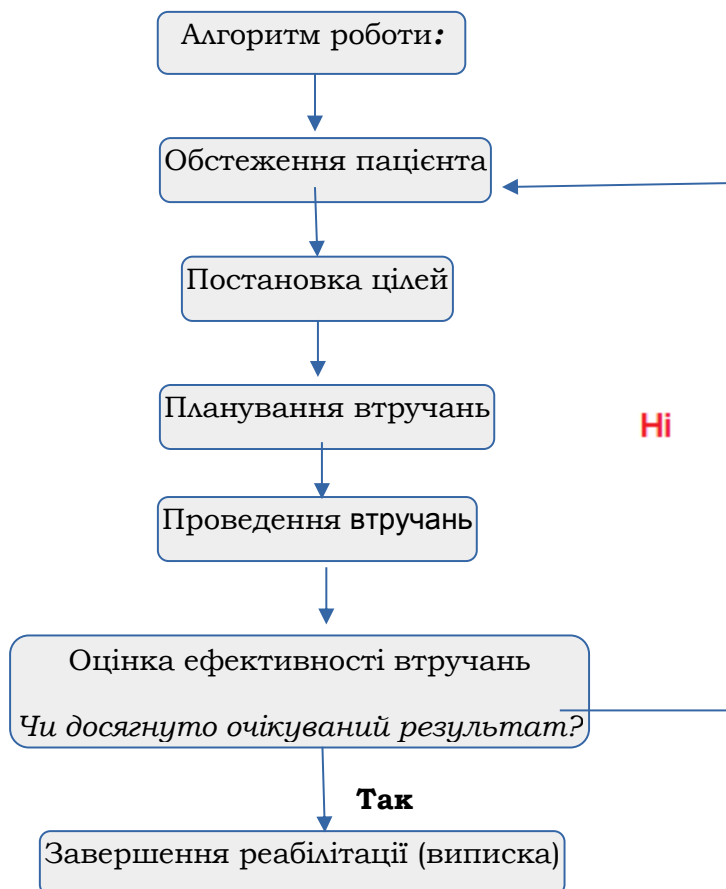 Алгоритм роботи:
Обстеження пацієнта
Постановка цілей
Планування втручань
Ні
Проведення втручань
Оцінка ефективності втручань
Чи досягнуто очікуваний результат?
Так
Завершення реабілітації (виписка)